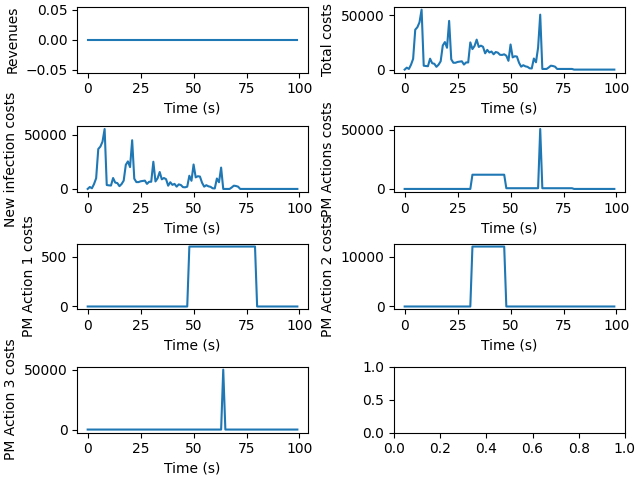 Revenues
0.05
0.00
−0.05
0 25 50 75 100
Time (s)
Total costs
50000
0
0 25 50 75 100
Time (s)
New infection costs
50000
0
0 25 50 75 100
Time (s)
PM Actions costs
50000
0
0 25 50 75 100
Time (s)
PM Action 1 costs
500
0
0 25 50 75 100
Time (s)
PM Action 2 costs
10000
0
0 25 50 75 100
Time (s)
PM Action 3 costs
50000
0
0 25 50 75 100
Time (s)
1.0
0.5
0.0
0.0 0.2 0.4 0.6 0.8 1.0